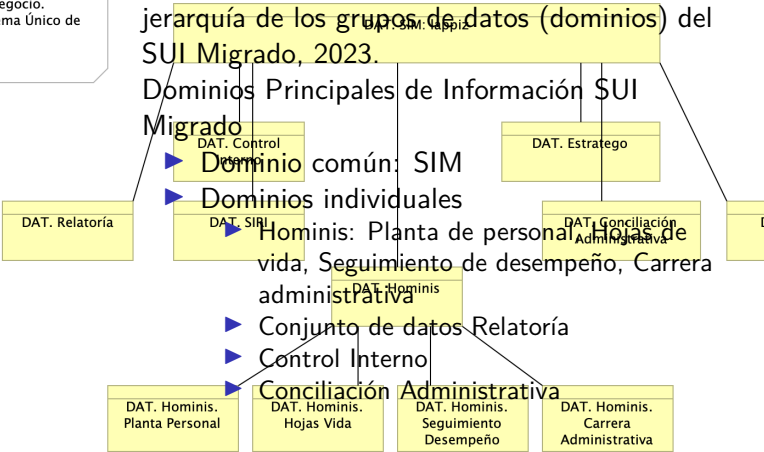 egocio.
ema Único de
jerarquía de los grupos de datos (dominios) del
SUI Migrado, 2023.
Dominios Principales de Información SUI
Migrado
Dominio común: SIM
Dominios individuales
Hominis: Planta de personal, Hojas de
vida, Seguimiento de desempeño, Carrera
administrativa
Conjunto de datos Relatoría
Control Interno
Conciliación Administrativa
DAT. SIM: lappiz
DAT. Control
Interno
DAT. Estratego
DAT. Relatoría
DAT. SIRI
DAT. Conciliación
Administrativa
D
DAT. Hominis
DAT. Hominis.
Planta Personal
DAT. Hominis.
Hojas Vida
DAT. Hominis.
Seguimiento
Desempeño
DAT. Hominis.
Carrera
Administrativa